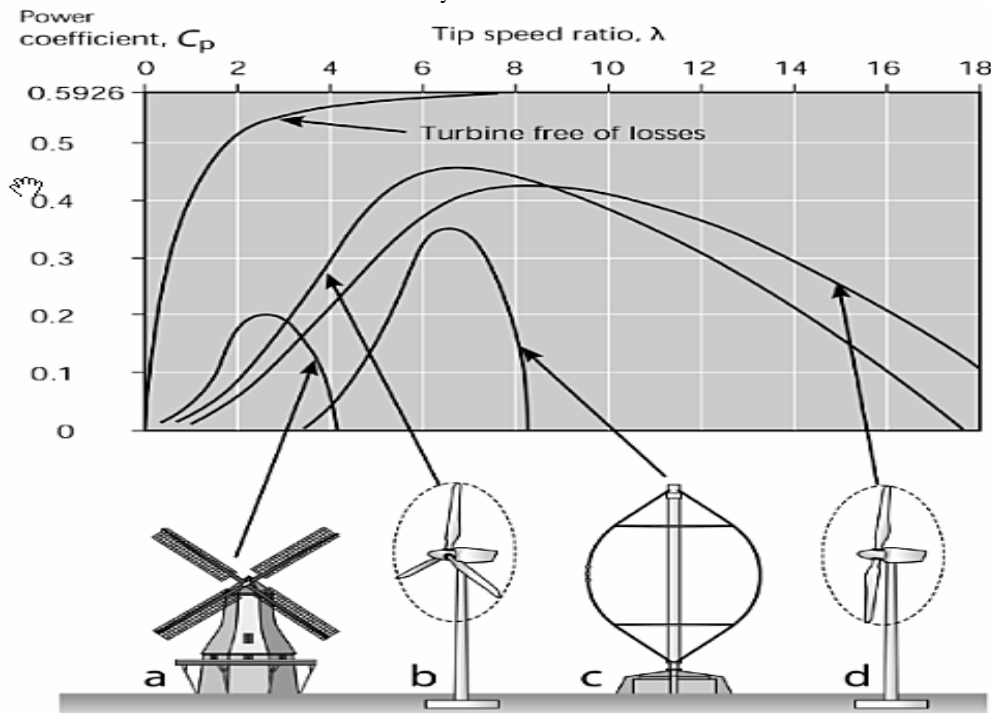 Power
coefficient, Cp
Tip speed ratio, λ
0 2 4 6 8 10 12 14 16 18
0.5926
Turbine free of losses
0.5
0.4
0.3
0.2
0.1
0
a b c d